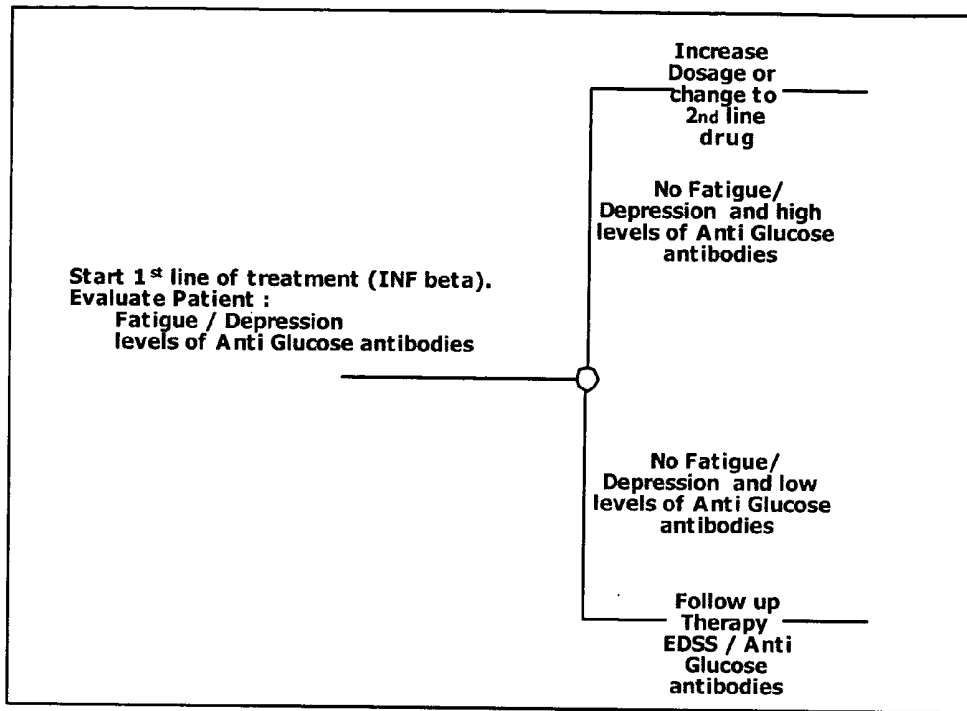 Increase
Dosage or
change to
2nd line
drug
No Fatigue/
Depression and high
levels of Anti Glucose
antibodies
Start 1st line of treatment (INF beta).
Evaluate Patient :
Fatigue / Depression
levels of Anti Glucose antibodies
No Fatigue/
Depression and low
levels of Anti Glucose
antibodies
Follow up
Therapy
EDSS / Anti
Glucose
antibodies